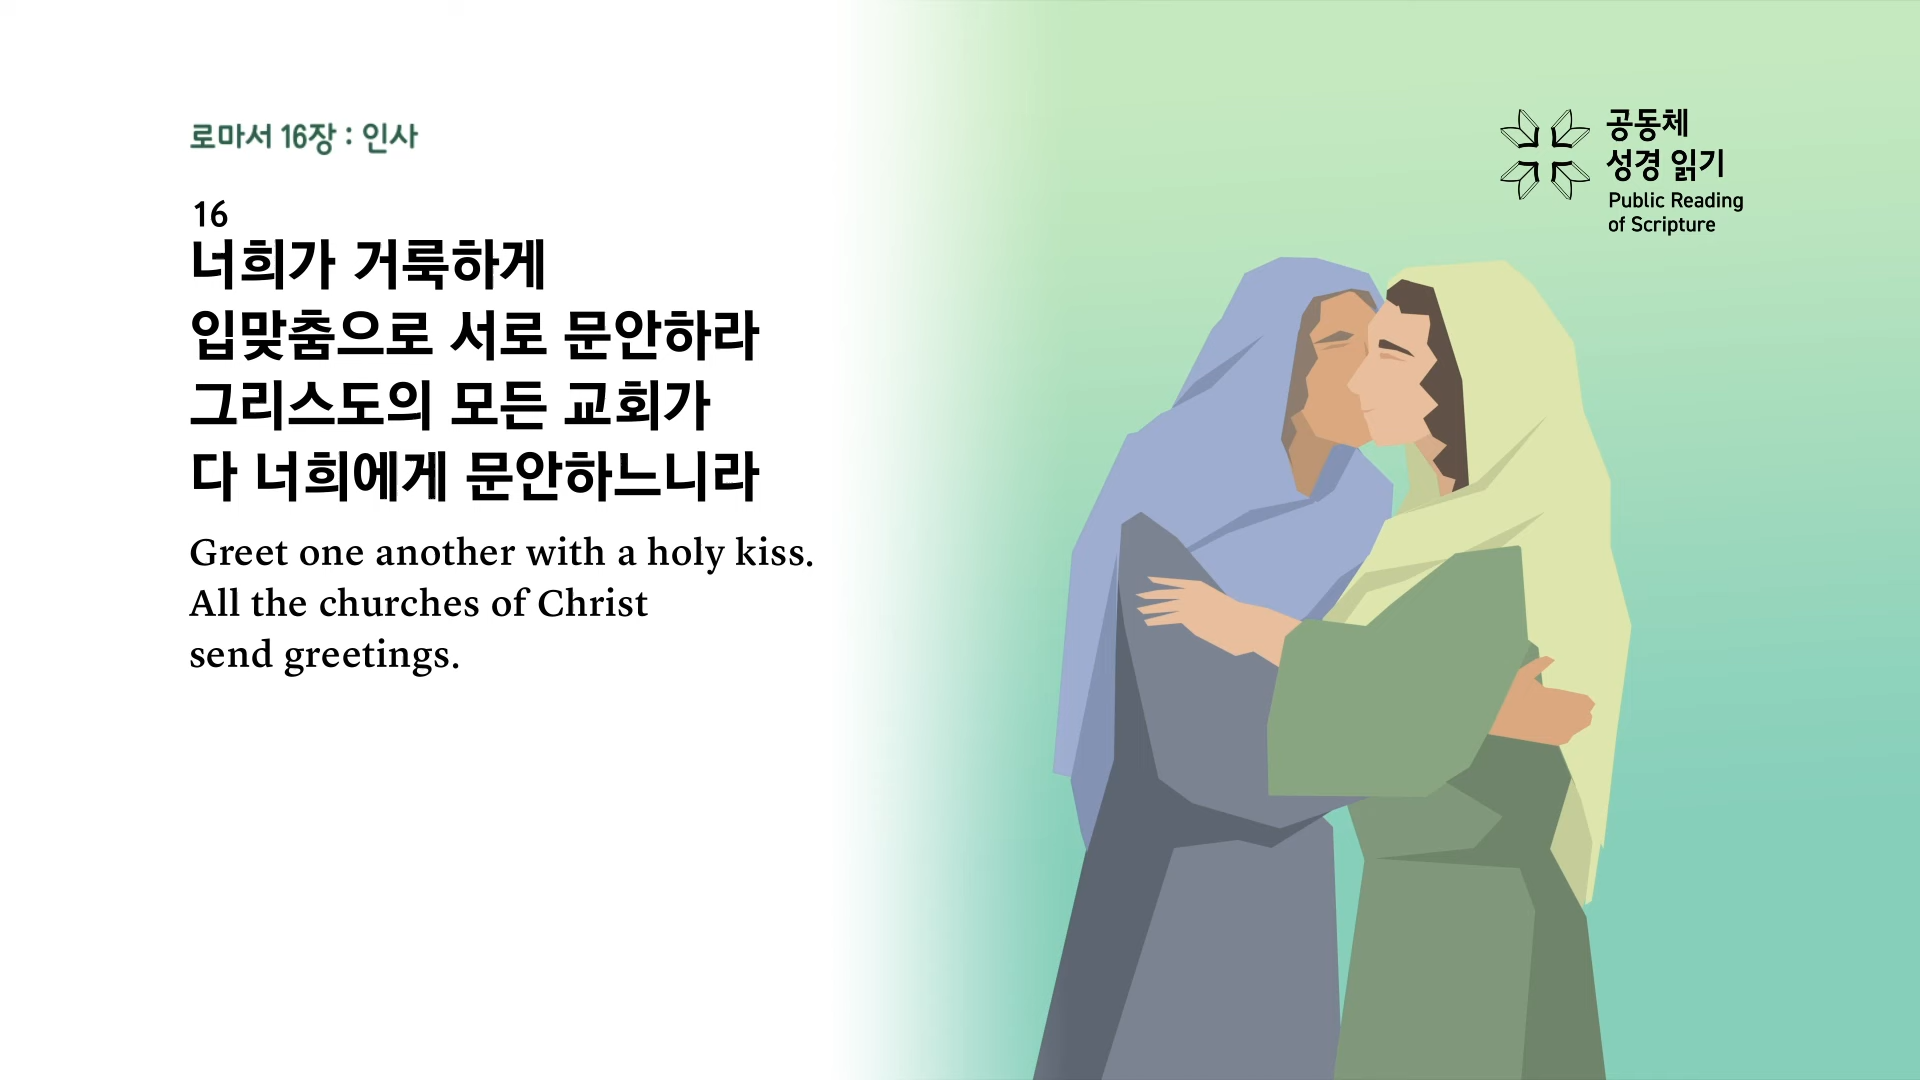 로마서 16장 : 인사
16
너희가 거룩하게
입맞춤으로 서로 문안하라
그리스도의 모든 교회가
다 너희에게 문안하느니라
Greet one another with a holy kiss.
All the churches of Christ
send greetings.
공동체
성경 읽기
Public Reading
of Scripture